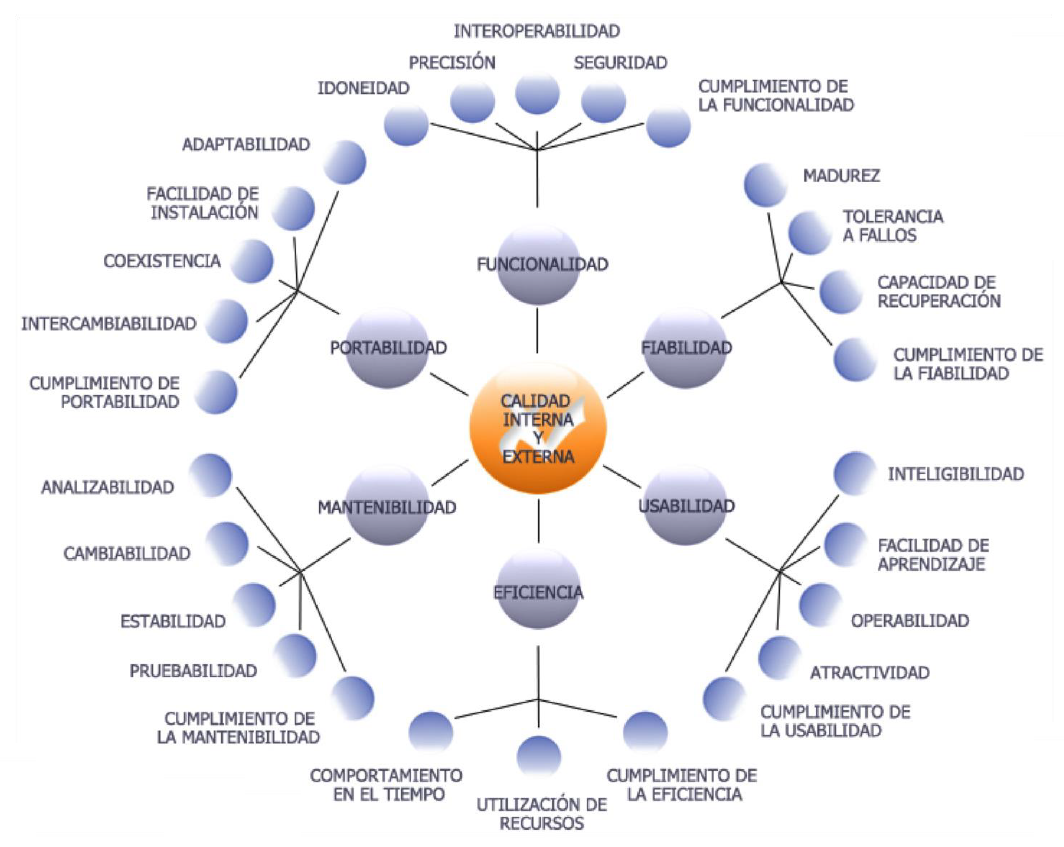 INTEROPERABILIDAD
PRECISIÓN
SEGURIDAD
IDONEIDAD
CUMPLIMIENTO DE
LA FUNCIONALIDAD
FUNCIONALIDAD
MADUREZ
TOLERANCIA
A FALLOS
CAPACIDAD DE
RECUPERACIÓN
CUMPLIMIENTO DE
LA FIABILIDAD
FIABILIDAD
ADAPTABILIDAD
FACILIDAD DE
INSTALACIÓN
COEXISTENCIA
INTERCAMBIABILIDAD
CUMPLIMIENTO DE
PORTABILIDAD
PORTABILIDAD
CALIDAD
INTERNA
Y
EXTERNA
MANTENIBILIDAD
ANALIZABILIDAD
CAMBIABILIDAD
ESTABILIDAD
PRUEBABILIDAD
CUMPLIMIENTO DE
LA MANTENIBILIDAD
USABILIDAD
INTELIGIBILIDAD
FACILIDAD DE
APRENDIZAJE
OPERABILIDAD
ATRACTIVIDAD
CUMPLIMIENTO DE
LA USABILIDAD
EFICIENCIA
COMPORTAMIENTO
EN EL TIEMPO
UTILIZACIÓN DE
RECURSOS
CUMPLIMIENTO DE
LA EFICIENCIA